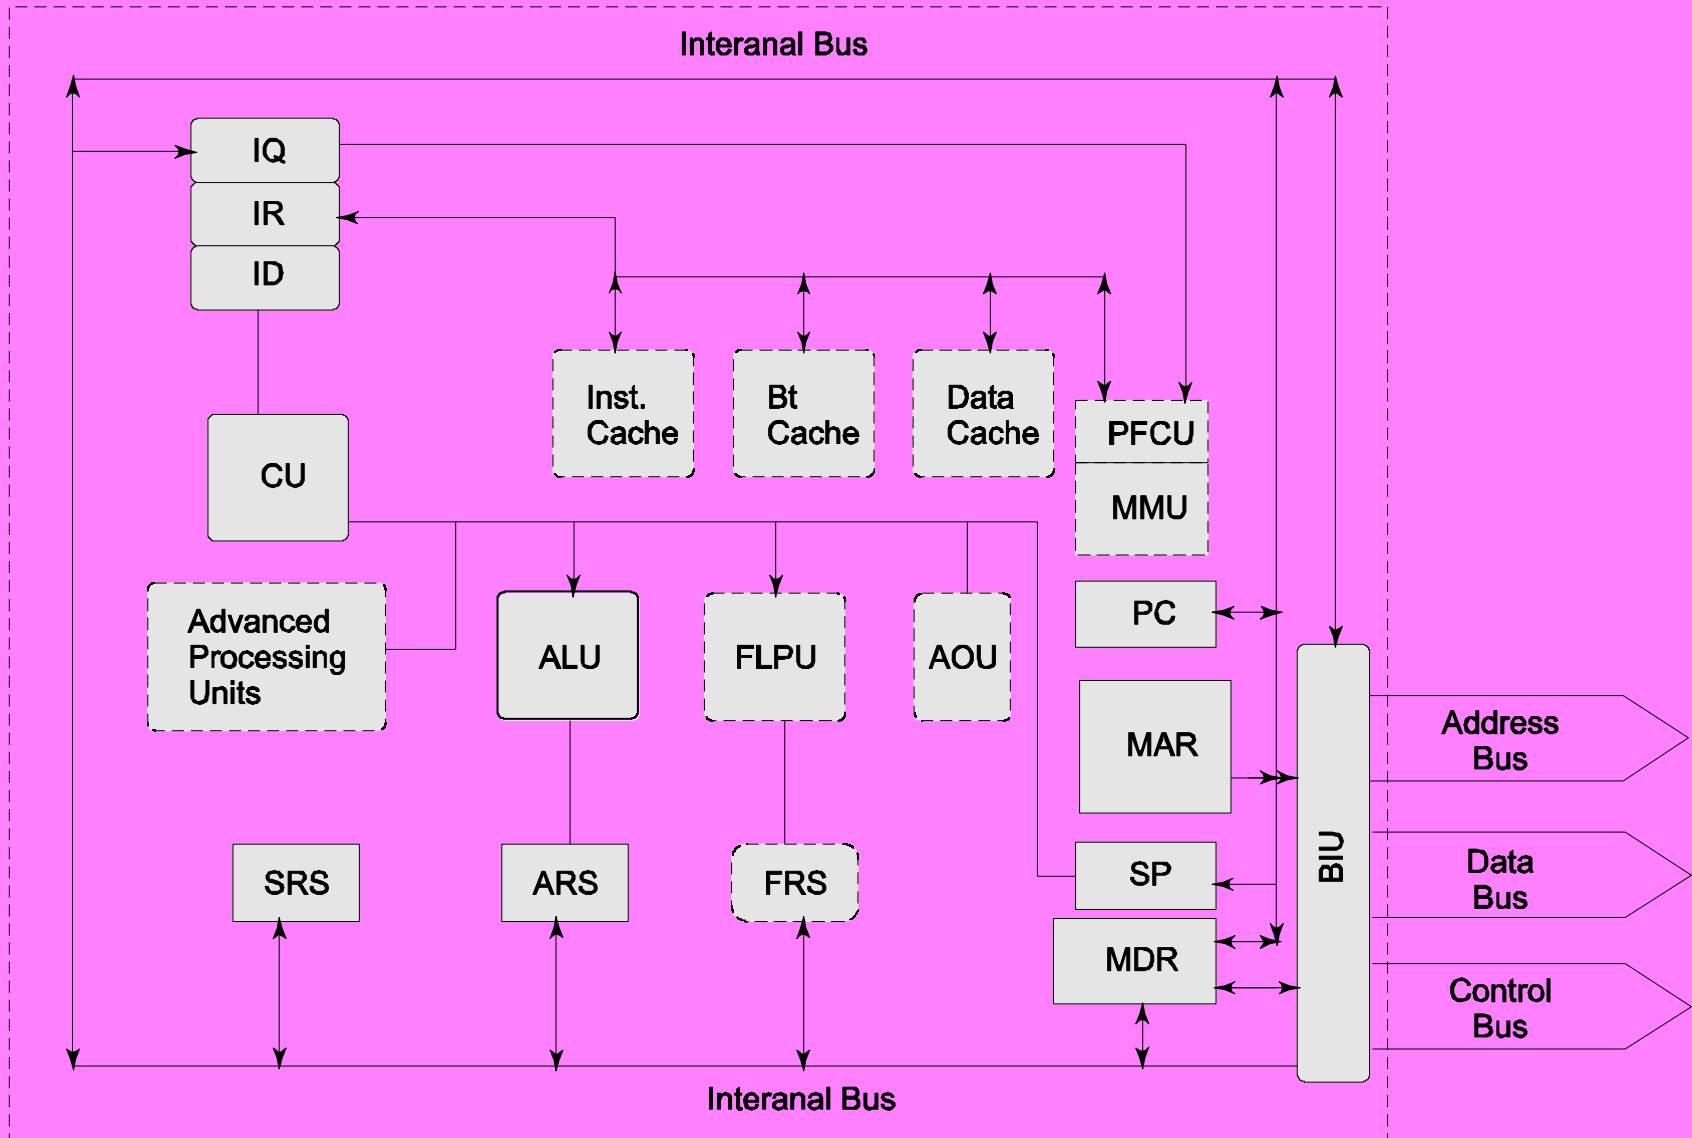 Interanal Bus
IQ
IR
ID
Inst.
Cache
Bt
Cache
Data
Cache
PFCU
MMU
CU
Advanced
Processing
Units
ALU
FLPU
AOU
PC
MAR
SP
MDR
SRS
ARS
FRS
BIU
Address
Bus
Data
Bus
Control
Bus
Interanal Bus